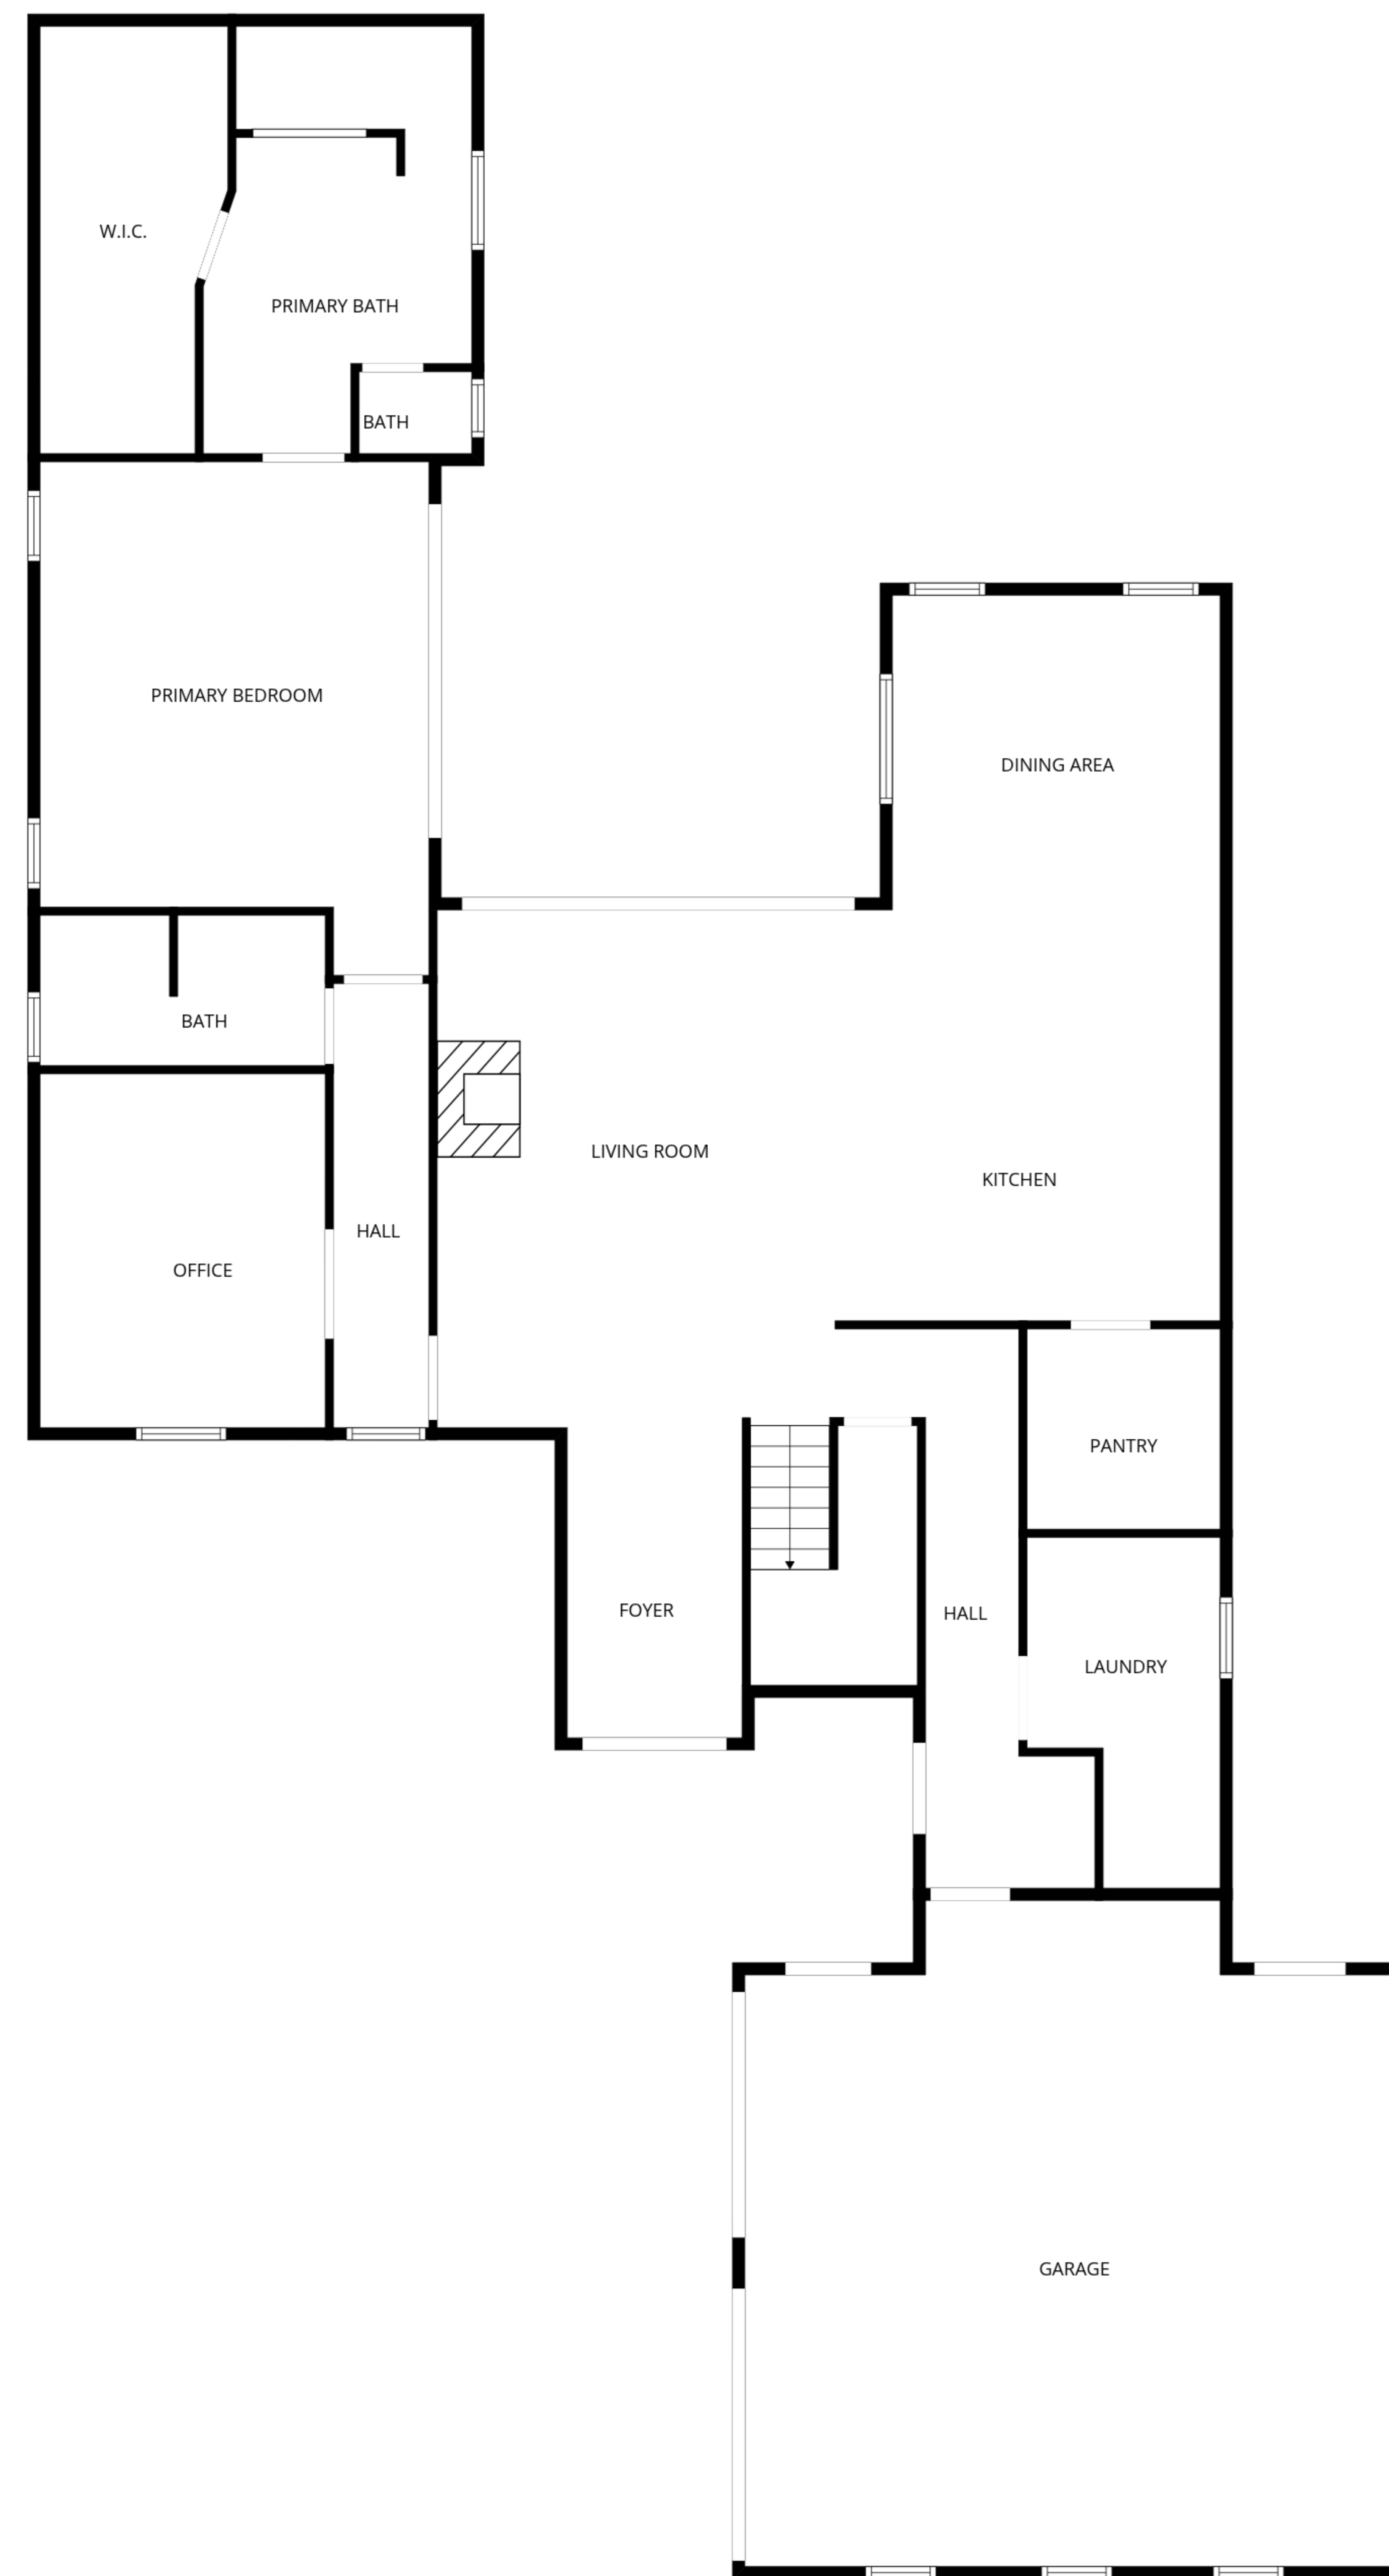 W.I.C.
PRIMARY BATH
BATH
PRIMARY BEDROOM
DINING AREA
BATH
LIVING ROOM
KITCHEN
HALL
OFFICE
PANTRY
FOYER
HALL
LAUNDRY
GARAGE